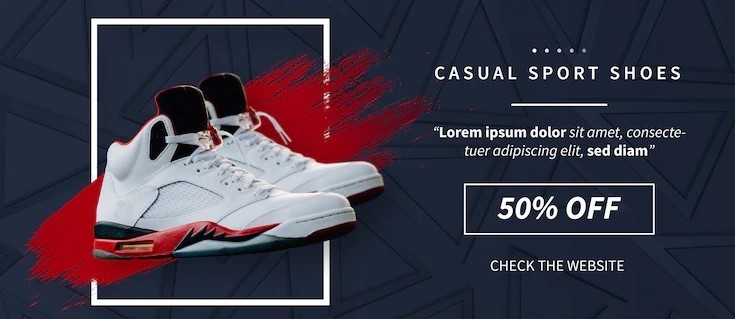 CASUAL SPORT SHOES
“Lorem ipsum dolor sit amet, consecte-
tuer adipiscing elit, sed diam”
50% OFF
CHECK THE WEBSITE